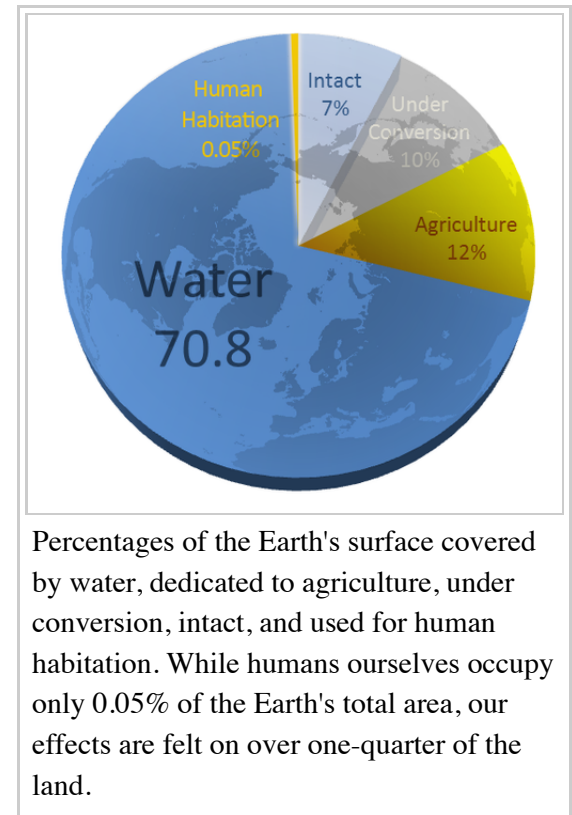 Human
Habitation
0.05%
Intact
7%
Under
Conversion
10%
Agriculture
12%
Water
70.8
Percentages of the Earth's surface covered
by water, dedicated to agriculture, under
conversion, intact, and used for human
habitation. While humans ourselves occupy
only 0.05% of the Earth's total area, our
effects are felt on over one-quarter of the
land.